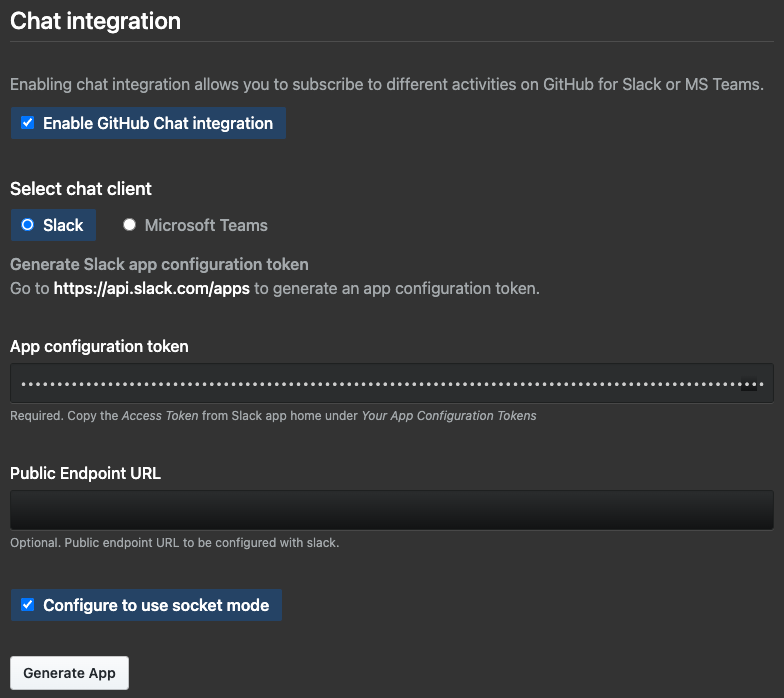 Chat integration
Enabling chat integration allows you to subscribe to different activities on GitHub for Slack or MS Teams.
Enable GitHub Chat integration
Select chat client
Slack
Microsoft Teams
Generate Slack app configuration token
Go to https://api.slack.com/apps to generate an app configuration token.
App configuration token
Required. Copy the Access Token from Slack app home under Your App Configuration Tokens
Public Endpoint URL
Optional. Public endpoint URL to be configured with slack.
Configure to use socket mode
Generate App